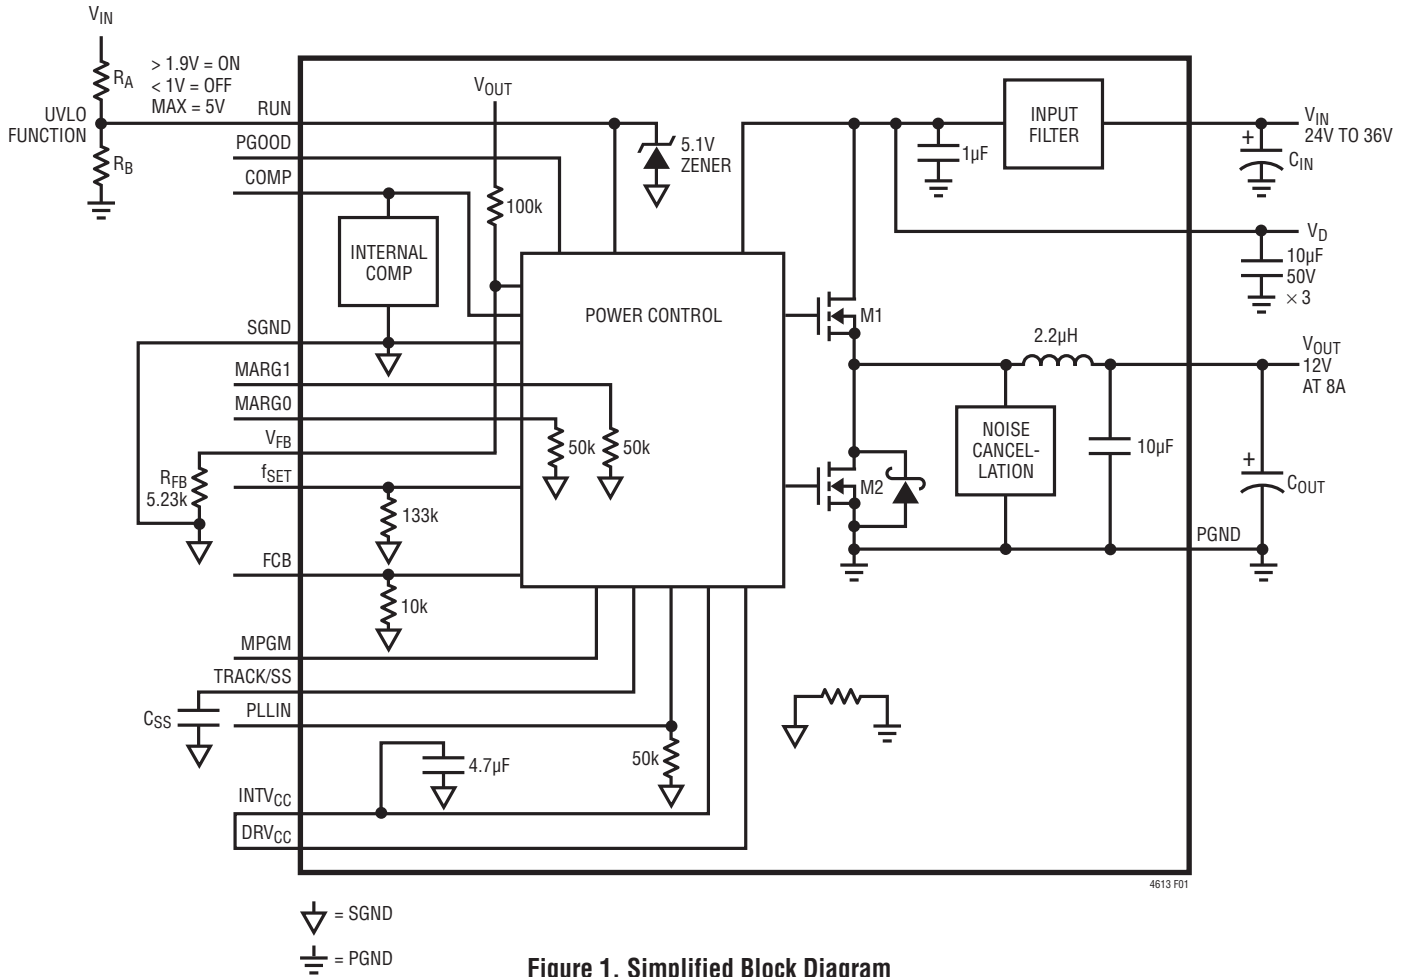 VIN
RA
> 1.9V = ON
< 1V = OFF
MAX = 5V
UVLO
FUNCTION
RB
RUN
PGOOD
COMP
VOUT
100k
5.1V
ZENER
INTERNAL
COMP
POWER CONTROL
INPUT
FILTER
1µF
VIN
24V TO 36V
+
CIN
VD
10µF
50V
× 3
M1
2.2µH
VOUT
12V
AT 8A
SGND
MARG1
MARG0
VFB
fSET
50k
50k
RFB
5.23k
133k
FCB
10k
M2
NOISE
CANCEL-
LATION
10µF
+
COUT
PGND
MPGM
TRACK/SS
CSS
PLLIN
50k
4.7µF
INTVCC
DRVCC
4613 F01
= SGND
= PGND
Figure 1. Simplified Block Diagram